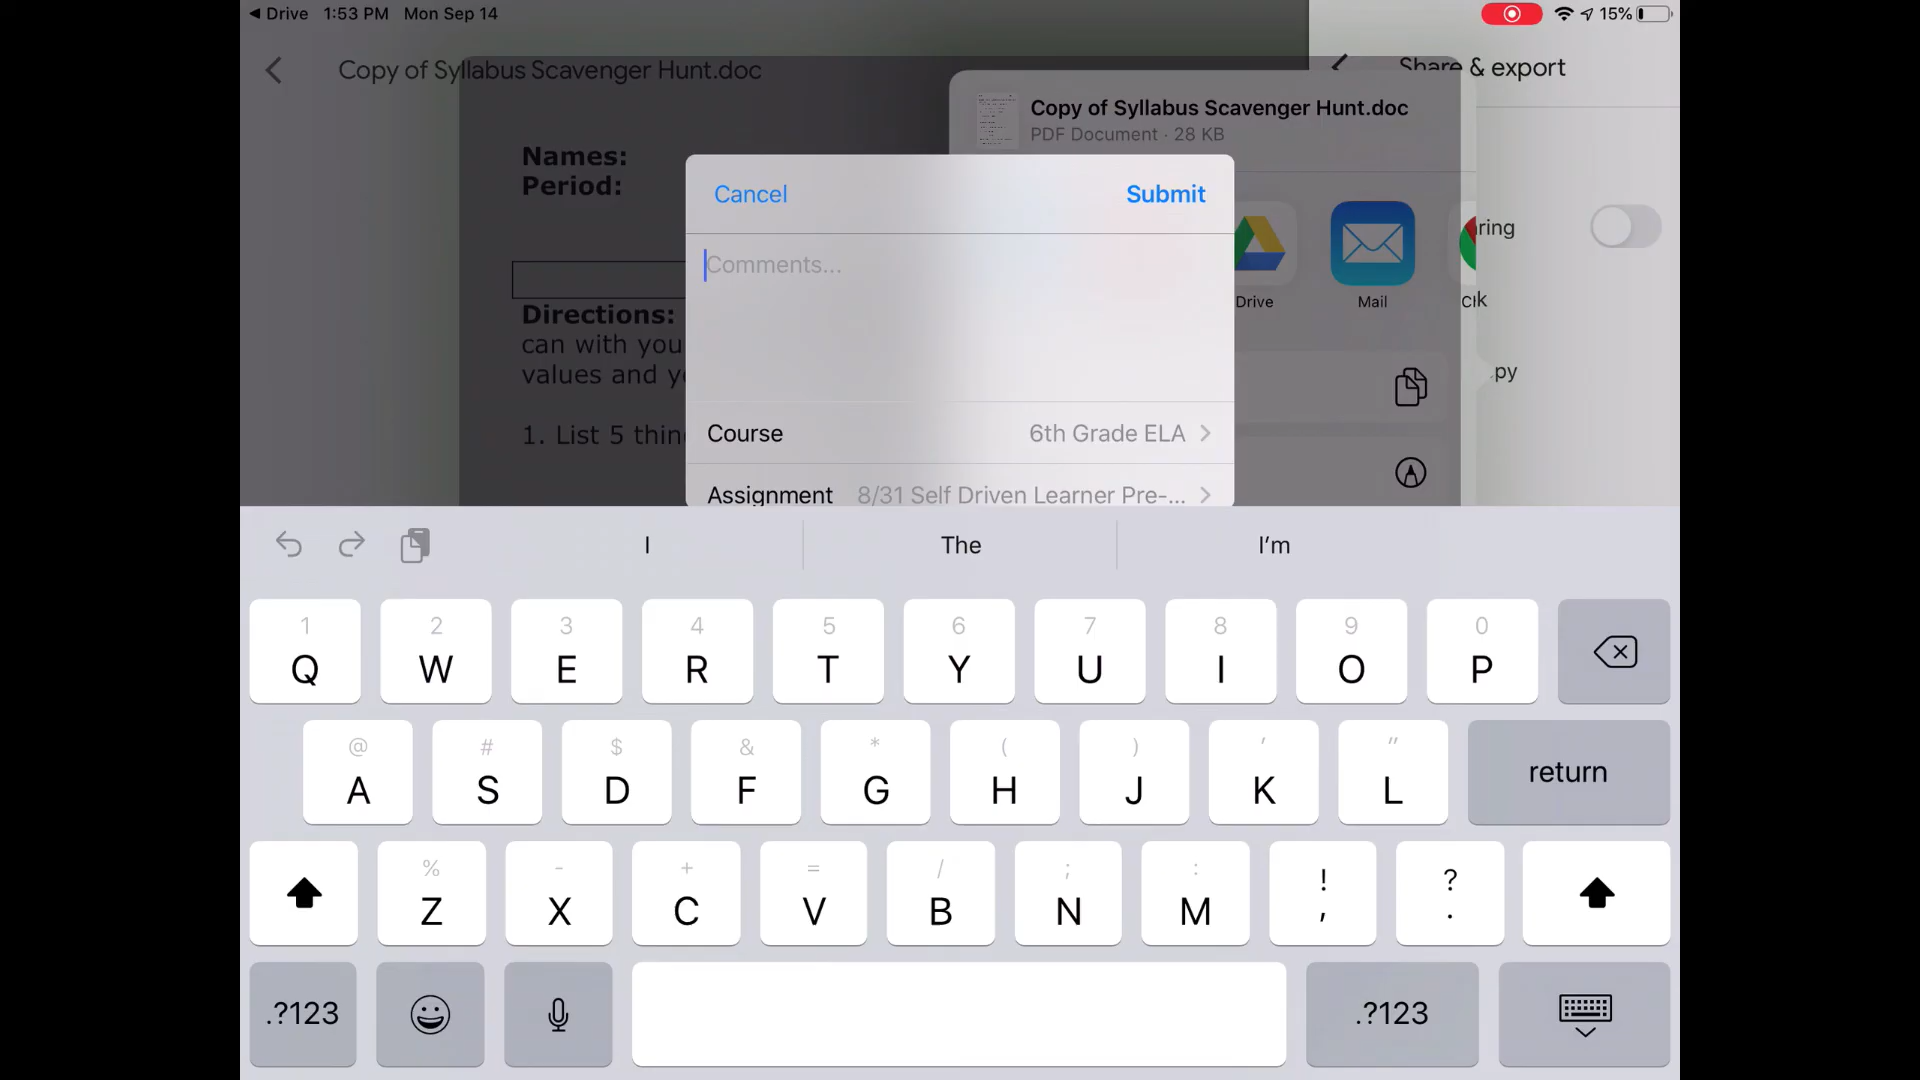 Drive 1:53 PM Mon Sep 14
15%
Copy of Syllabus Scavenger Hunt.doc
Share & export
Copy of Syllabus Scavenger Hunt.doc
PDF Document · 28 KB
Names:
Period:
Cancel
Submit
ring
Comments...
Drive
Mail
Directions:
can with you
values and y
py
Course
6th Grade ELA
1. List 5 thin
Assignment
8/31 Self Driven Learner Pre-...
I
The
I'm
1 2 3 4 5 6 7 8 9 0
Q W E R T Y U I O P
@ # $ & * ( ) ' "
A S D F G H J K L
return
% - + = / ; : ! ?
Z X C V B N M , .
.?123
.?123